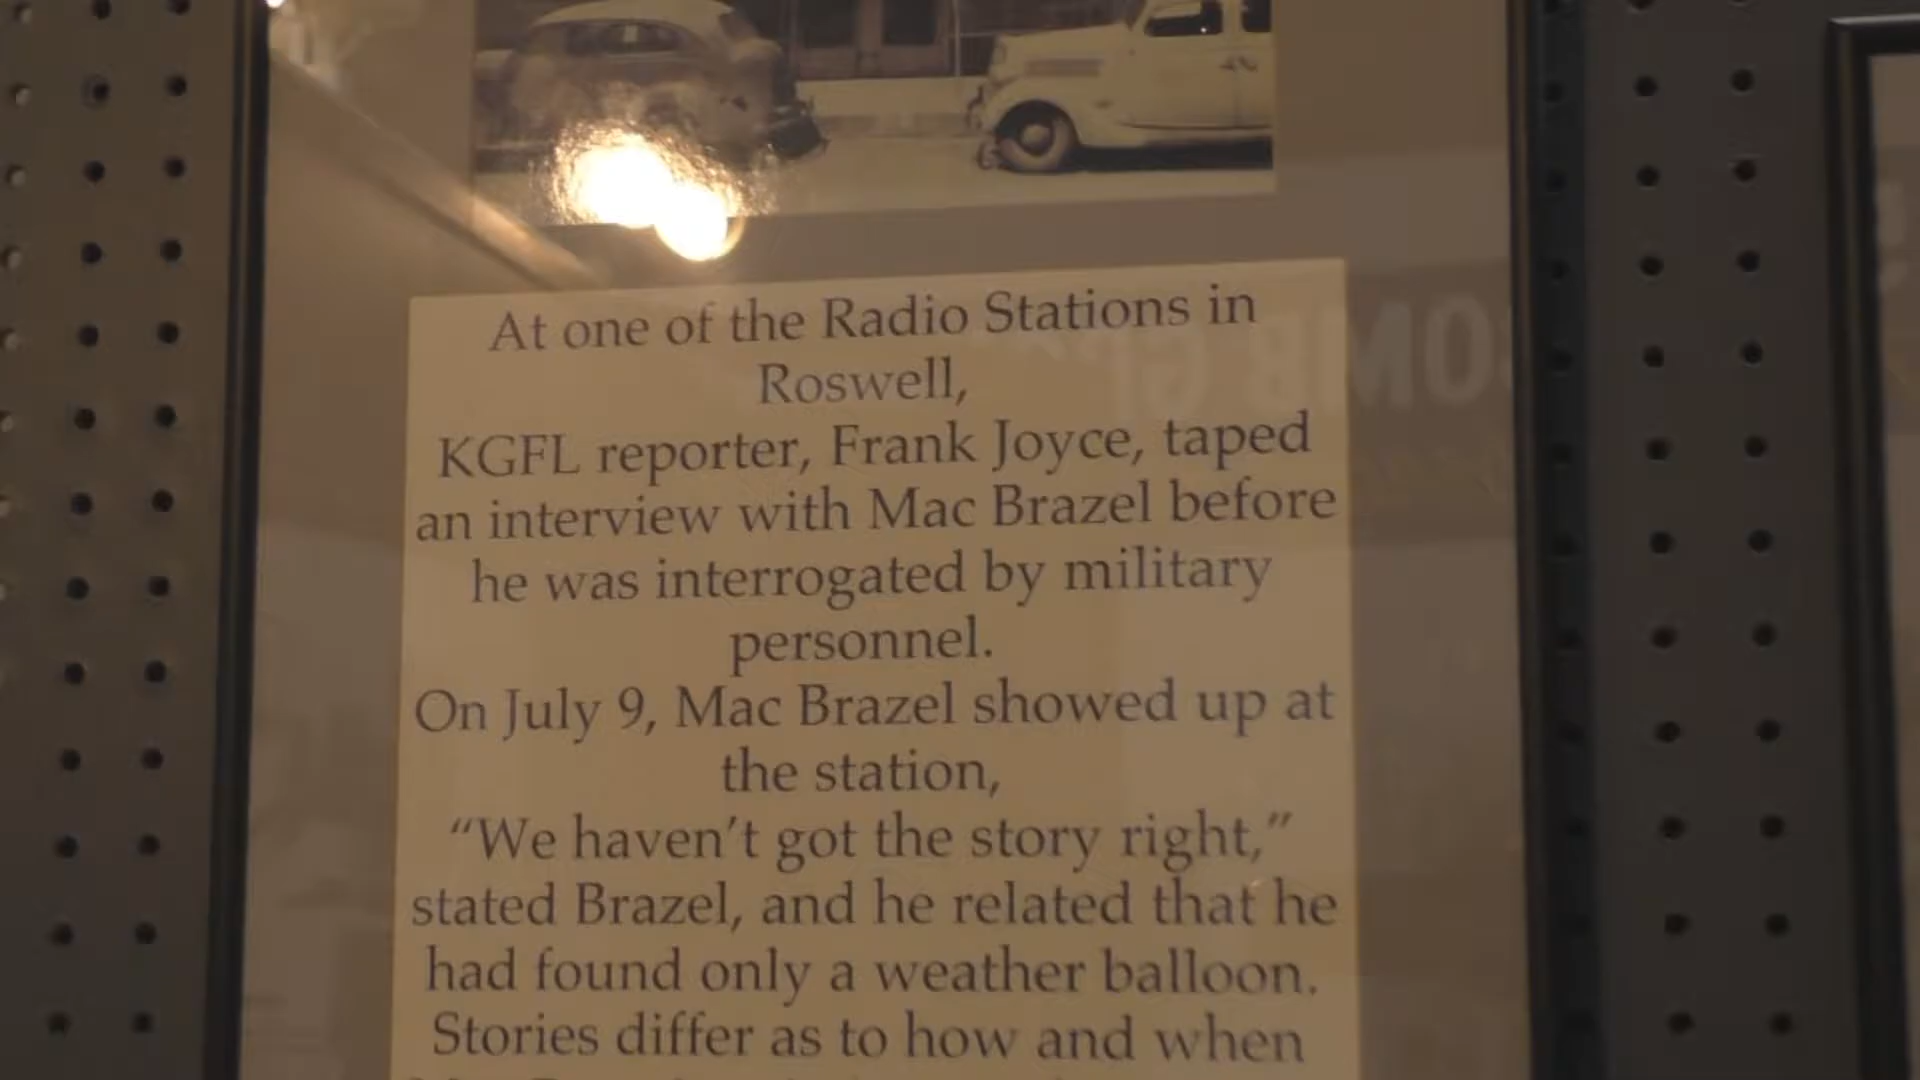 At one of the Radio Stations in
Roswell,
KGFL reporter, Frank Joyce, taped
an interview with Mac Brazel before
he was interrogated by military
personnel.
On July 9, Mac Brazel showed up at
the station,
“We haven’t got the story right,”
stated Brazel, and he related that he
had found only a weather balloon.
Stories differ as to how and when